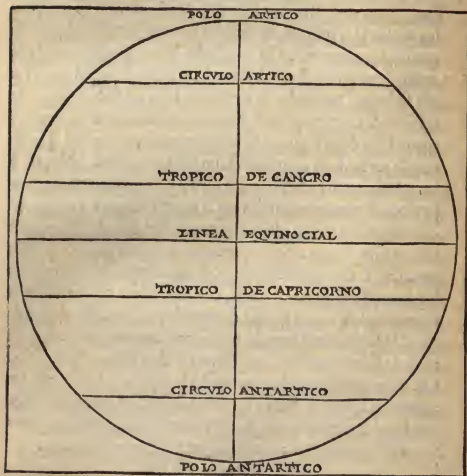 POLO ARTICO
CIRCVLO ARTICO
TROPICO DE CANCRO
LINEA EQVINOCIAL
TROPICO DE CAPRICORNO
CIRCVLO ANTARTICO
POLO ANTARTICO